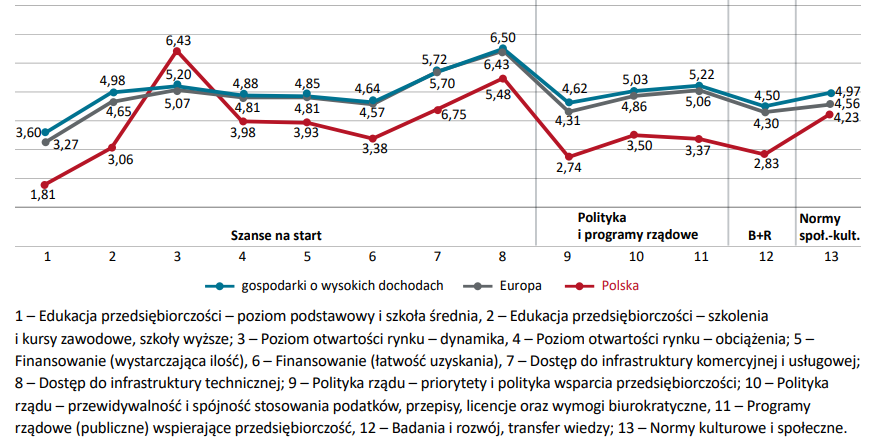 6,43
6,50
5,72
4,98
5,20
4,88
4,85
4,64
4,62
5,03
5,22
4,50
4,97
3,60
3,27
4,65
5,07
4,81
4,81
4,57
5,70
6,43
4,31
4,86
5,06
4,30
4,56
1,81
3,06
3,98
3,93
3,38
6,75
5,48
2,74
3,50
3,37
2,83
4,23
Szanse na start
Polityka
i programy rządowe
B+R
Normy
społ.-kult.
1 2 3 4 5 6 7 8 9 10 11 12 13
gospodarki o wysokich dochodach Europa Polska
1 – Edukacja przedsiębiorczości – poziom podstawowy i szkoła średnia, 2 – Edukacja przedsiębiorczości – szkolenia
i kursy zawodowe, szkoły wyższe; 3 – Poziom otwartości rynku – dynamika, 4 – Poziom otwartości rynku - obciążenia; 5 –
Finansowanie (wystarczająca ilość), 6 – Finansowanie (łatwość uzyskania), 7 – Dostęp do infrastruktury komercyjnej i usługowej;
8 – Dostęp do infrastruktury technicznej; 9 – Polityka rządu – priorytety i polityka wsparcia przedsiębiorczości; 10 – Polityka
rządu – przewidywalność i spójność stosowania podatków, przepisy, licencje oraz wymogi biurokratyczne, 11 – Programy
rządowe (publiczne) wspierające przedsiębiorczość, 12 – Badania i rozwój, transfer wiedzy; 13 – Normy kulturowe i społeczne.